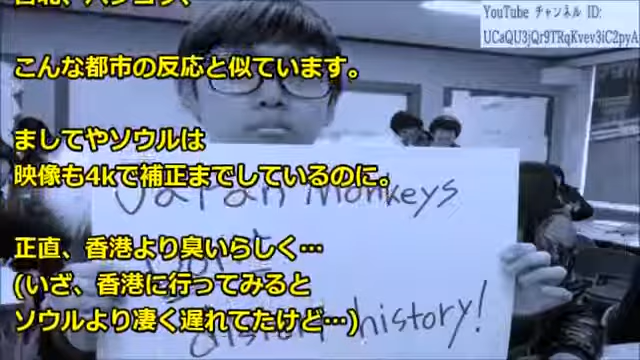 YouTube チャンネル ID:
UCaQU3jQr9TRqKvev3iC2pyA
こんな都市の反応と似ています。
ましてやソウルは
映像も4kで補正までしているのに。
Japan Monkeys
正直、香港より臭いらしく…
(いざ、香港に行ってみると
ソウルより凄く遅れてたけど…)
distort history!